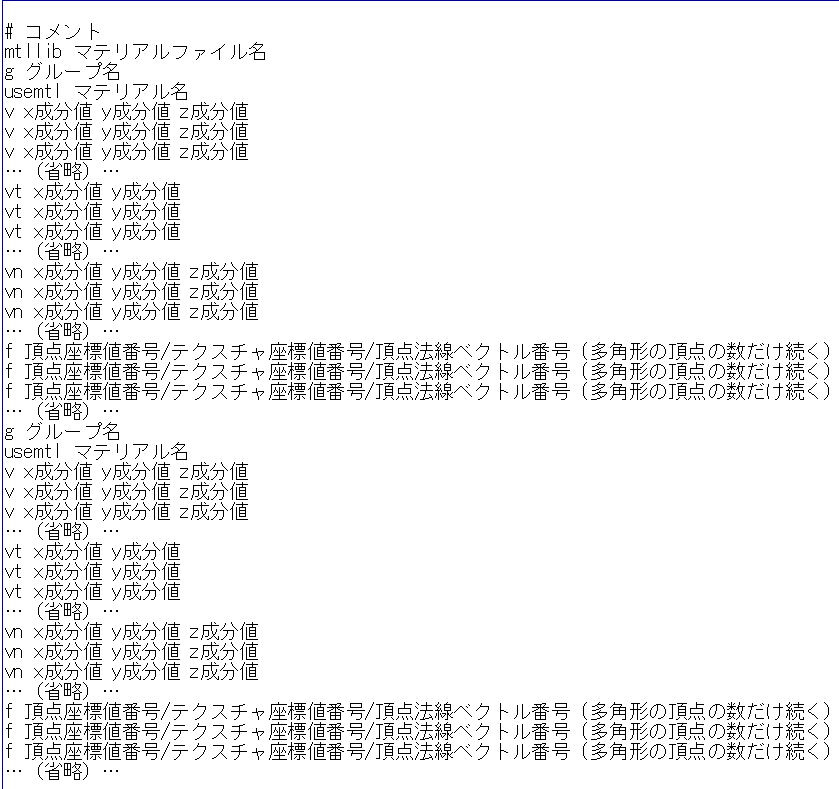 # コメント
mtllib マテリアルファイル名
g グループ名
usemtl マテリアル名
v x成分値 y成分値 z成分値
v x成分値 y成分値 z成分値
v x成分値 y成分値 z成分値
… (省略) …
vt x成分値 y成分値
vt x成分値 y成分値
vt x成分値 y成分値
… (省略) …
vn x成分値 y成分値 z成分値
vn x成分値 y成分値 z成分値
vn x成分値 y成分値 z成分値
… (省略) …
f 頂点座標値番号/テクスチャ座標値番号/頂点法線ベクトル番号 (多角形の頂点の数だけ続く)
f 頂点座標値番号/テクスチャ座標値番号/頂点法線ベクトル番号 (多角形の頂点の数だけ続く)
f 頂点座標値番号/テクスチャ座標値番号/頂点法線ベクトル番号 (多角形の頂点の数だけ続く)
… (省略) …
g グループ名
usemtl マテリアル名
v x成分値 y成分値 z成分値
v x成分値 y成分値 z成分値
v x成分値 y成分値 z成分値
… (省略) …
vt x成分値 y成分値
vt x成分値 y成分値
vt x成分値 y成分値
… (省略) …
vn x成分値 y成分値 z成分値
vn x成分値 y成分値 z成分値
vn x成分値 y成分値 z成分値
… (省略) …
f 頂点座標値番号/テクスチャ座標値番号/頂点法線ベクトル番号 (多角形の頂点の数だけ続く)
f 頂点座標値番号/テクスチャ座標値番号/頂点法線ベクトル番号 (多角形の頂点の数だけ続く)
f 頂点座標値番号/テクスチャ座標値番号/頂点法線ベクトル番号 (多角形の頂点の数だけ続く)
… (省略) …